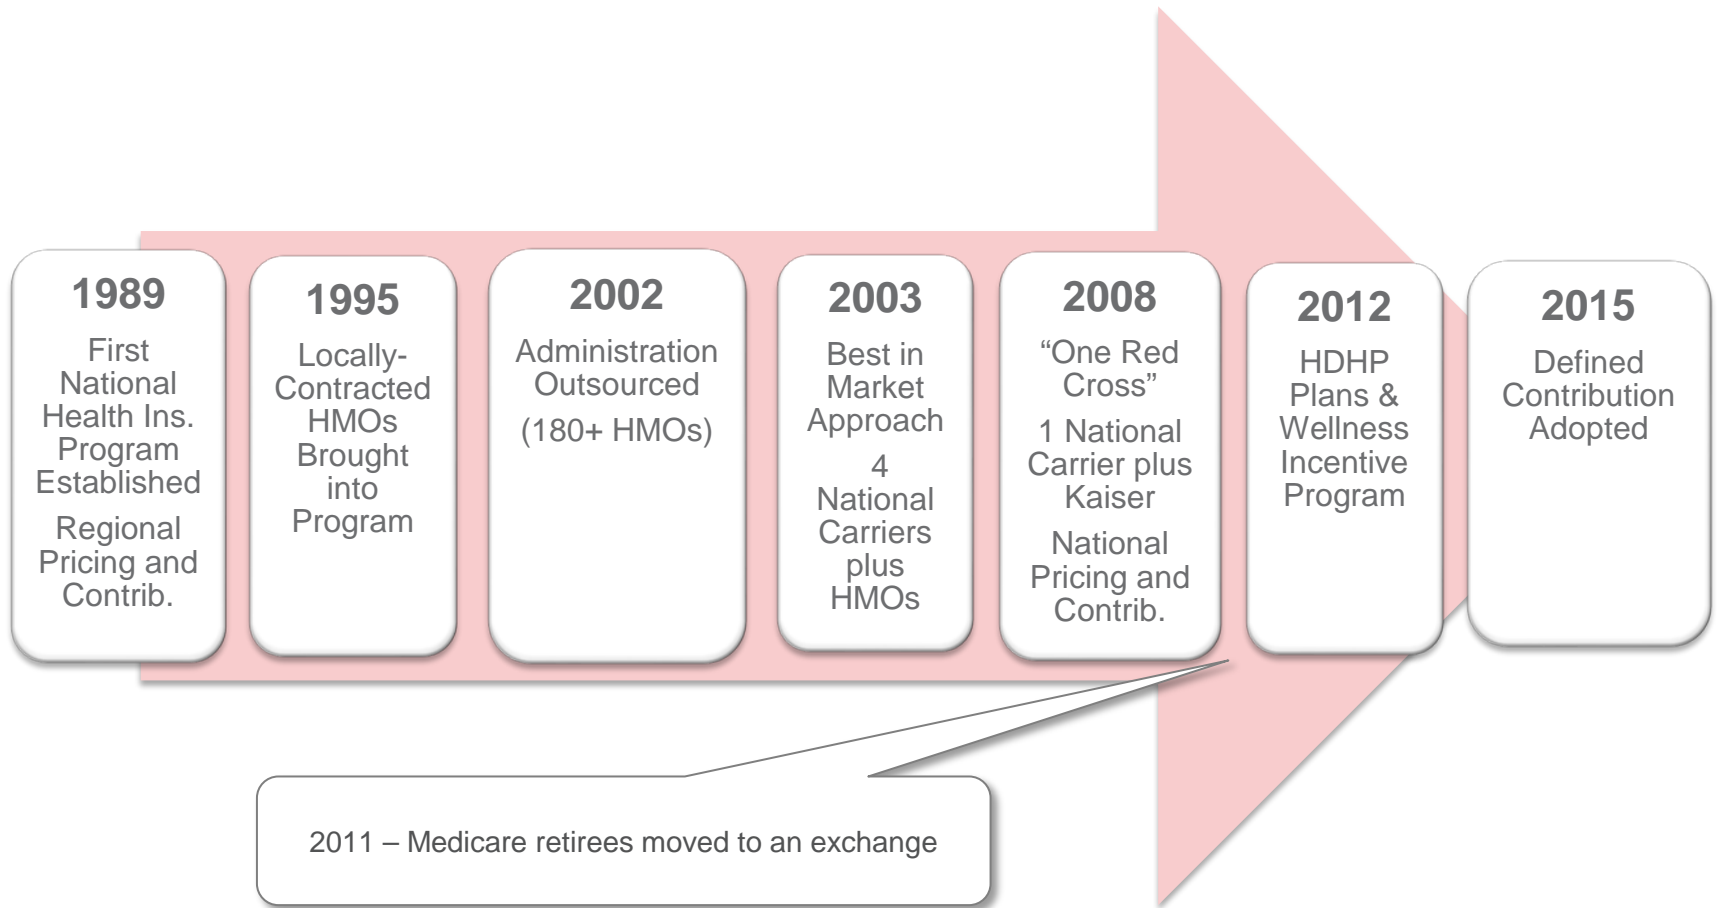 1989
First
National
Health Ins.
Program
Established
Regional
Pricing and
Contrib.
1995
Locally-
Contracted
HMOs
Brought
into
Program
2002
Administration
Outsourced
(180+ HMOs)
2003
Best in
Market
Approach
4
National
Carriers
plus
HMOs
2008
“One Red
Cross”
1 National
Carrier plus
Kaiser
National
Pricing and
Contrib.
2012
HDHP
Plans &
Wellness
Incentive
Program
2015
Defined
Contribution
Adopted
2011 – Medicare retirees moved to an exchange